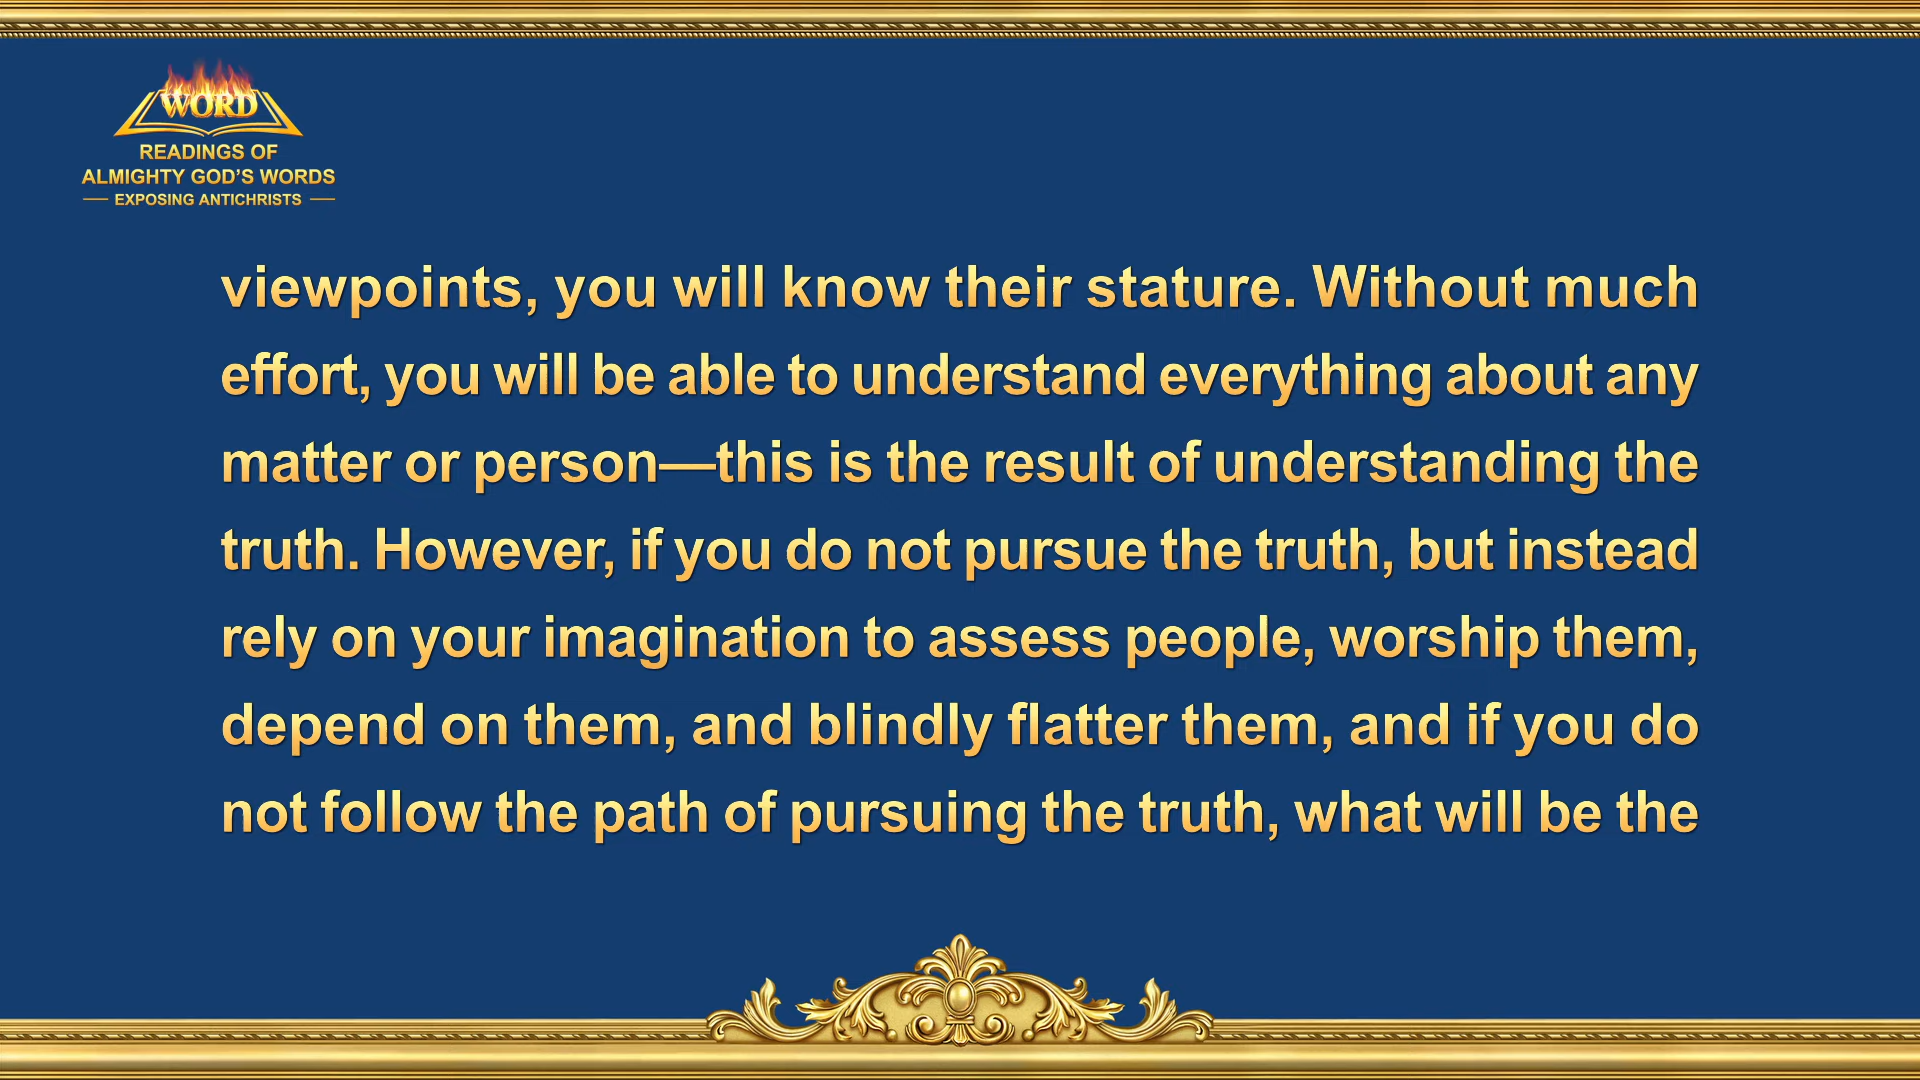 WORD
READINGS OF
ALMIGHTY GOD'S WORDS
EXPOSING ANTICHRISTS
viewpoints, you will know their stature. Without much
effort, you will be able to understand everything about any
matter or person—this is the result of understanding the
truth. However, if you do not pursue the truth, but instead
rely on your imagination to assess people, worship them,
depend on them, and blindly flatter them, and if you do
not follow the path of pursuing the truth, what will be the